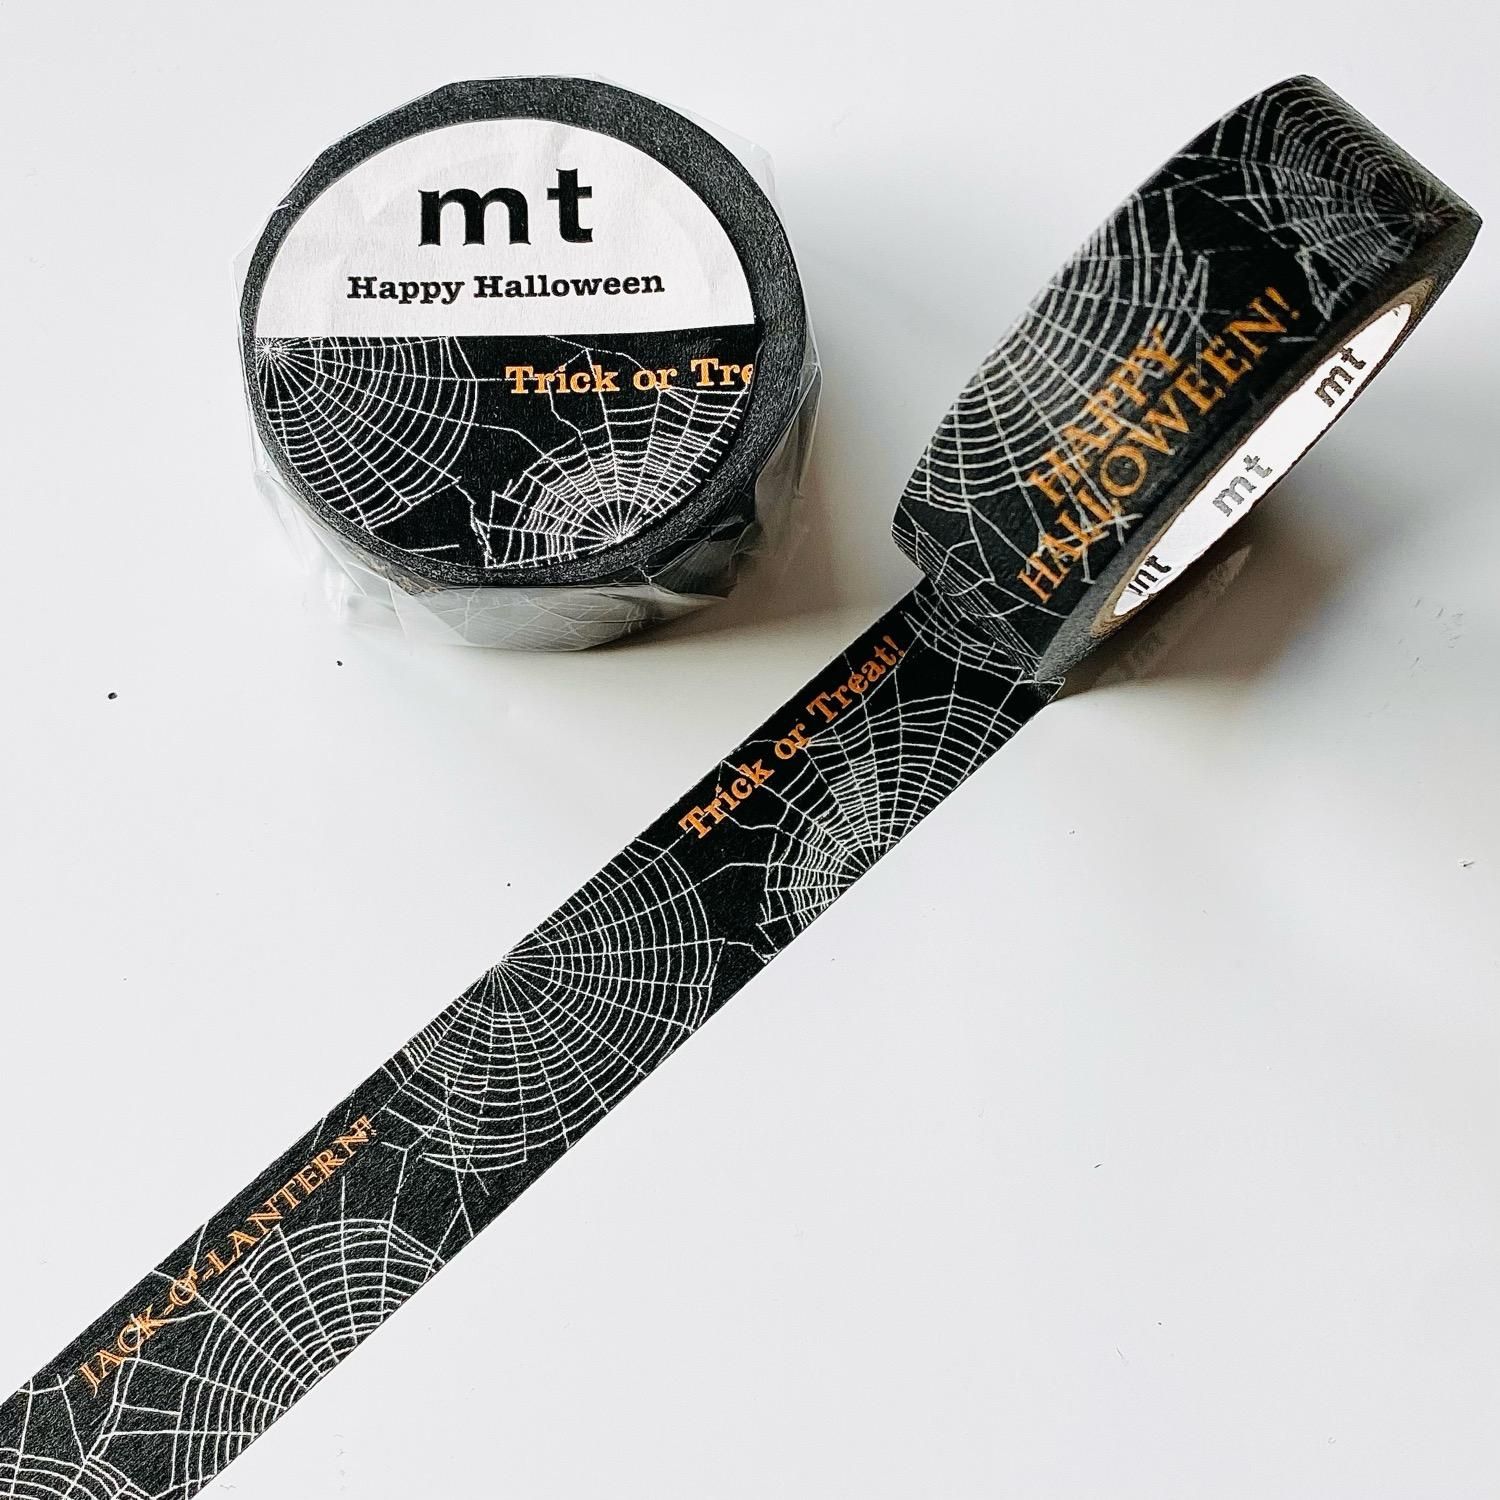 mt
Happy Halloween
Trick or Tre
HAPPY
HALLOWEEN!
mt
mt
mt
Trick or Treat!
JACK-O'-LANTERN!